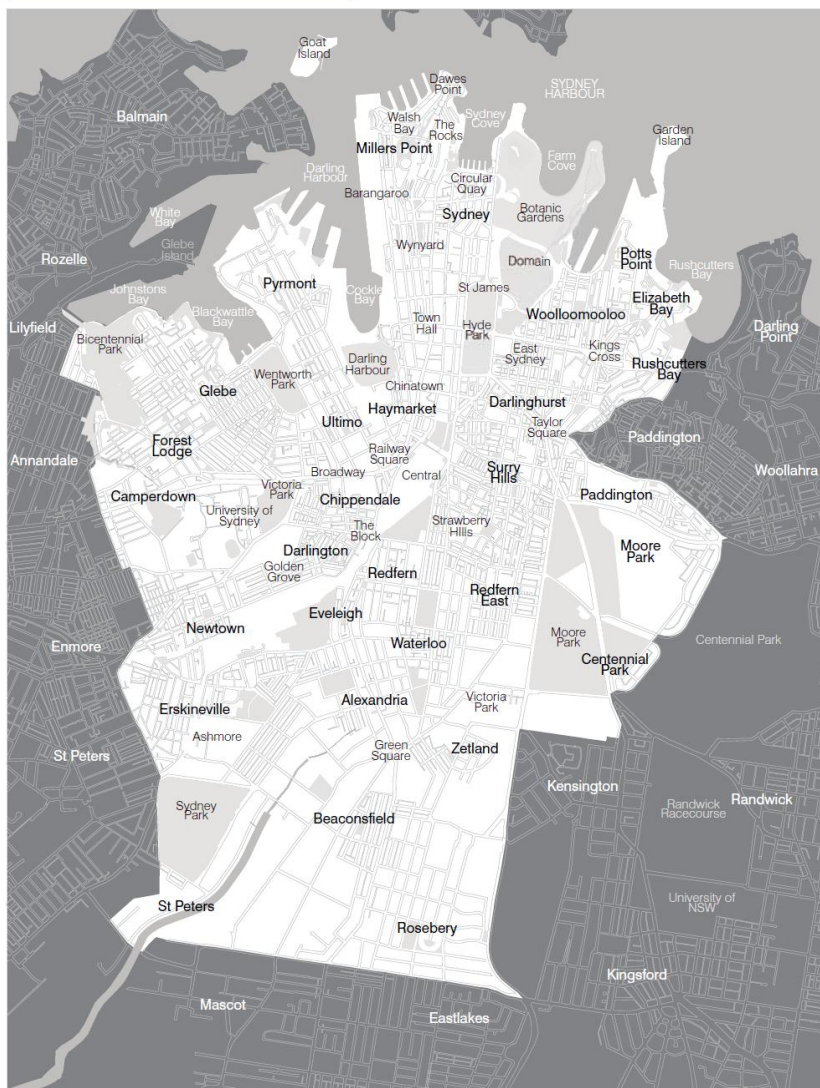 Goat
Island
Dawes
Point
SYDNEY
HARBOUR
Balmain
Walsh
Bay
The
Rocks
Sydney
Cove
Garden
Island
Millers Point
Farm
Cove
Darling
Harbour
Circular
Quay
Barangaroo
Botanic
Gardens
White
Bay
Sydney
Glebe
Island
Wynyard
Potts
Point
Rozelle
Domain
Rushcutters
Bay
Pyrmont
Johnstons
Bay
Cockle
Bay
St James
Elizabeth
Bay
Blackwattle
Bay
Woolloomooloo
Lilyfield
Town
Hall
Hyde
Park
Darling
Point
Bicentennial
Park
East
Sydney
Kings
Cross
Darling
Harbour
Rushcutters
Bay
Wentworth
Park
Glebe
Chinatown
Haymarket
Darlinghurst
Ultimo
Taylor
Square
Forest
Lodge
Paddington
Railway
Square
Annandale
Broadway
Central
Surry
Hills
Woollahra
Camperdown
Victoria
Park
Paddington
University of
Sydney
Chippendale
The
Block
Strawberry
Hills
Moore
Park
Darlington
Golden
Grove
Redfern
Redfern
East
Eveleigh
Newtown
Moore
Park
Centennial Park
Enmore
Waterloo
Centennial
Park
Erskineville
Alexandria
Victoria
Park
Ashmore
Green
Square
Zetland
St Peters
Kensington
Sydney
Park
Randwick
Racecourse
Randwick
Beaconsfield
University of
NSW
St Peters
Rosebery
Kingsford
Mascot
Eastlakes